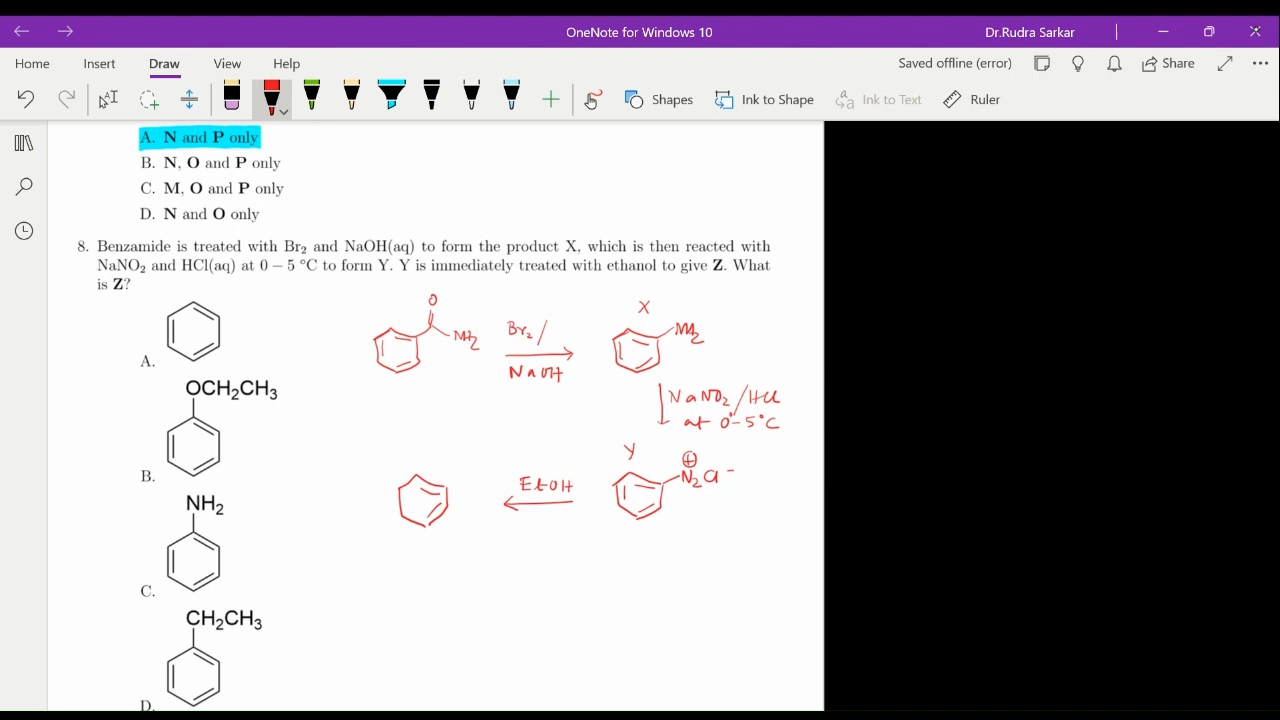 OneNote for Windows 10
Dr.Rudra Sarkar
Home Insert Draw View Help
Saved offline (error)
Share
Shapes
Ink to Shape
Ink to Text
Ruler
A. N and P only
B. N, O and P only
C. M, O and P only
D. N and O only
8. Benzamide is treated with Br₂ and NaOH(aq) to form the product X, which is then reacted with
NaNO₂ and HCl(aq) at 0 – 5 °C to form Y. Y is immediately treated with ethanol to give Z. What
is Z?
A.
OCH₂CH₃
B.
NH₂
C.
CH₂CH₃
D.
O
NH₂
Br₂/
NaOH
X
NH₂
NaNO₂/HCl
at 0°-5°C
Y
⊕
N₂Cl⁻
EtOH